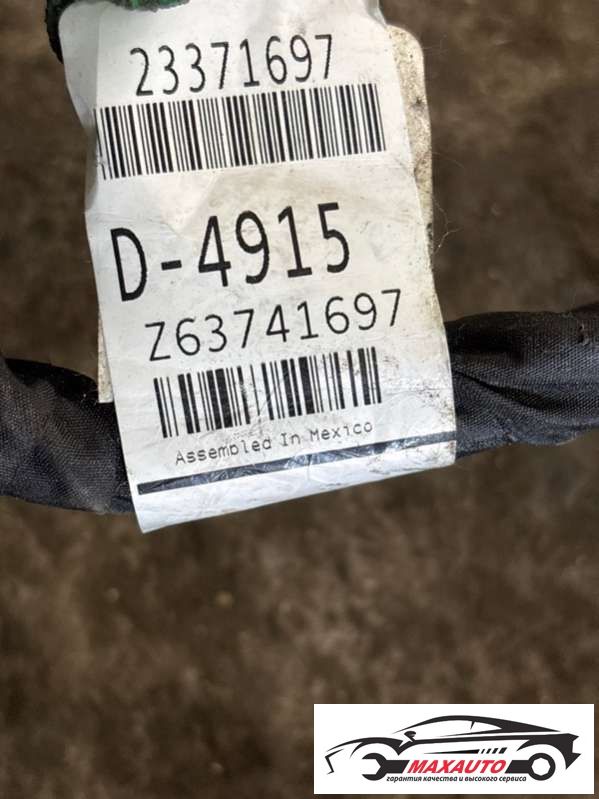 23371697
D-4915
Z63741697
Assembled In Mexico
MAXAUTO
гарантия качества и высокого сервиса